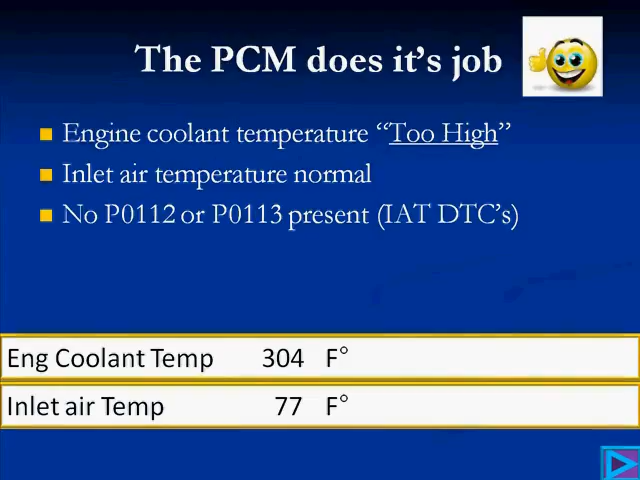 The PCM does it’s job
Engine coolant temperature “Too High”
Inlet air temperature normal
No P0112 or P0113 present (IAT DTC’s)
Eng Coolant Temp 304 F°
Inlet air Temp 77 F°